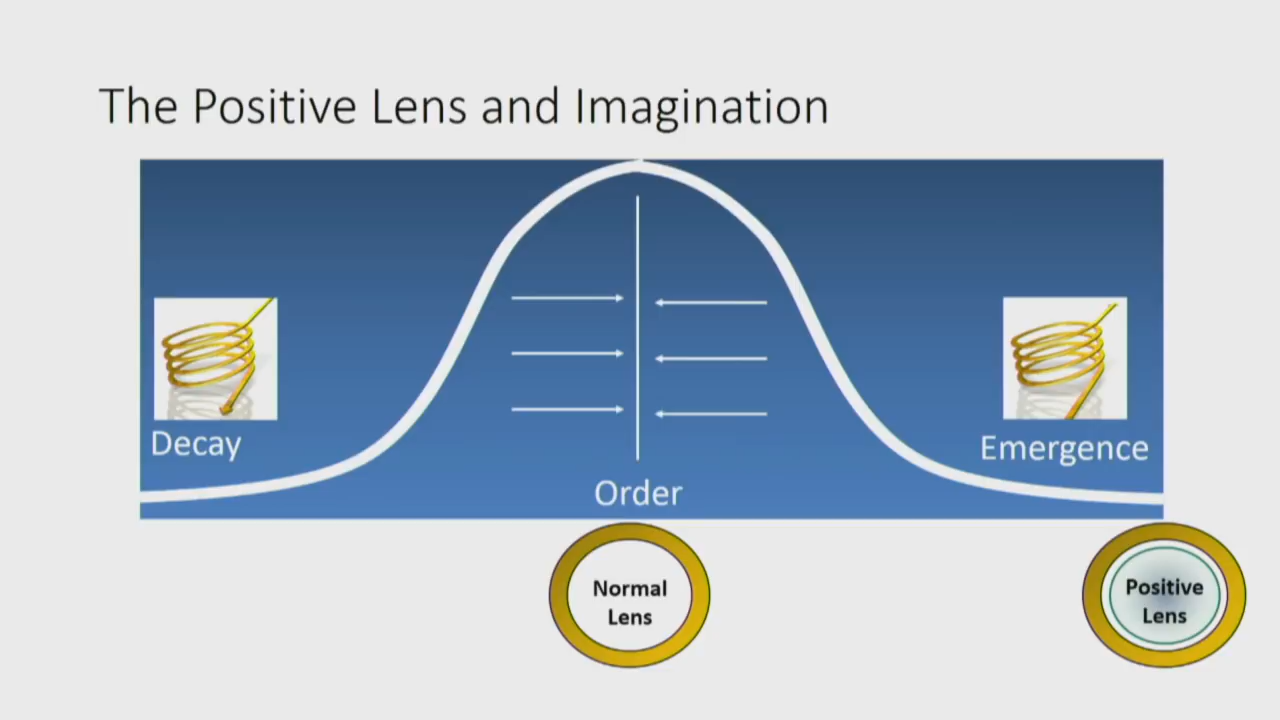 The Positive Lens and Imagination
Decay
Emergence
Order
Normal
Lens
Positive
Lens